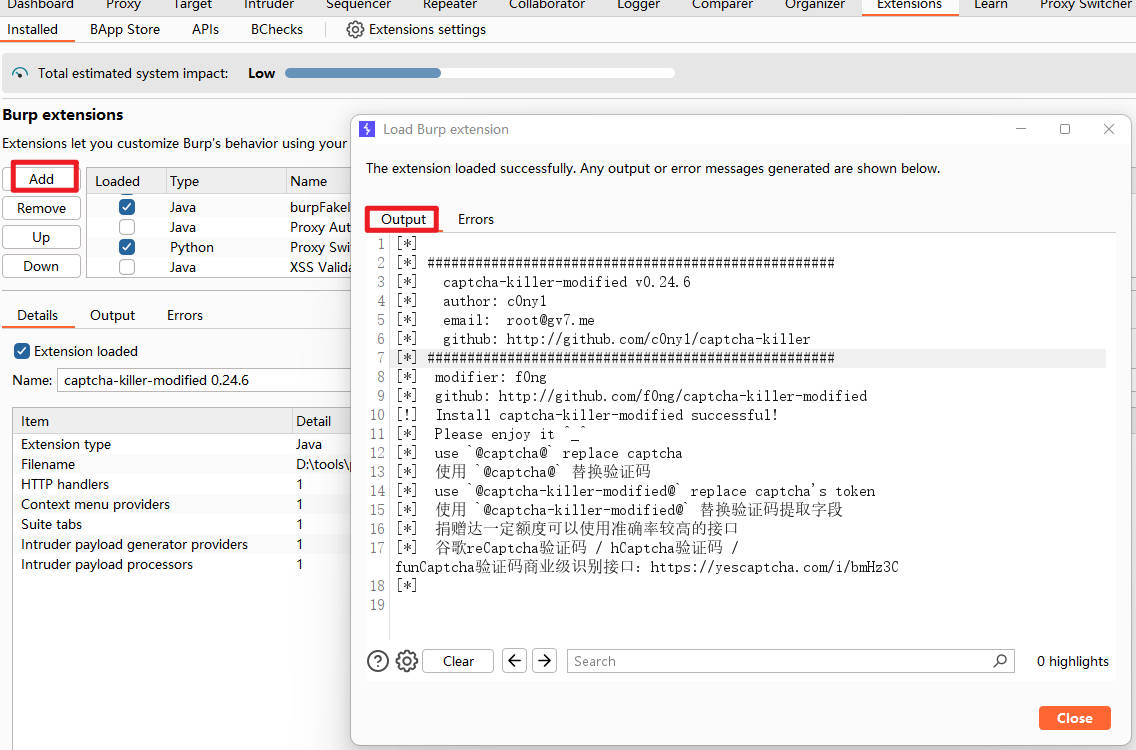 Dashboard Proxy Target Intruder Sequencer Repeater Collaborator Logger Comparer Organizer Extensions Learn Proxy Switcher
Installed BApp Store APIs BChecks Extensions settings
Total estimated system impact: Low
Burp extensions
Extensions let you customize Burp's behavior using your
Add
Remove
Up
Down
Loaded Type Name
Java burpFakeI
Java Proxy Aut
Python Proxy Swi
Java XSS Valida
Details Output Errors
Extension loaded
Name: captcha-killer-modified 0.24.6
Item Detail
Extension type Java
Filename D:\tools\
HTTP handlers 1
Context menu providers 1
Suite tabs 1
Intruder payload generator providers 1
Intruder payload processors 1
Load Burp extension
The extension loaded successfully. Any output or error messages generated are shown below.
Output Errors
1 [*]
2 [*] ###################################################
3 [*] captcha-killer-modified v0.24.6
4 [*] author: c0ny1
5 [*] email: root@gv7.me
6 [*] github: http://github.com/c0ny1/captcha-killer
7 [*] ###################################################
8 [*] modifier: f0ng
9 [*] github: http://github.com/f0ng/captcha-killer-modified
10 [!] Install captcha-killer-modified successful!
11 [*] Please enjoy it ^_^
12 [*] use `@captcha@` replace captcha
13 [*] 使用 `@captcha@` 替换验证码
14 [*] use `@captcha-killer-modified@` replace captcha's token
15 [*] 使用 `@captcha-killer-modified@` 替换验证码提取字段
16 [*] 捐赠达一定额度可以使用准确率较高的接口
17 [*] 谷歌reCaptcha验证码 / hCaptcha验证码 /
funCaptcha验证码商业级识别接口：https://yescaptcha.com/i/bmHz3C
18 [*]
19
Clear Search 0 highlights
Close